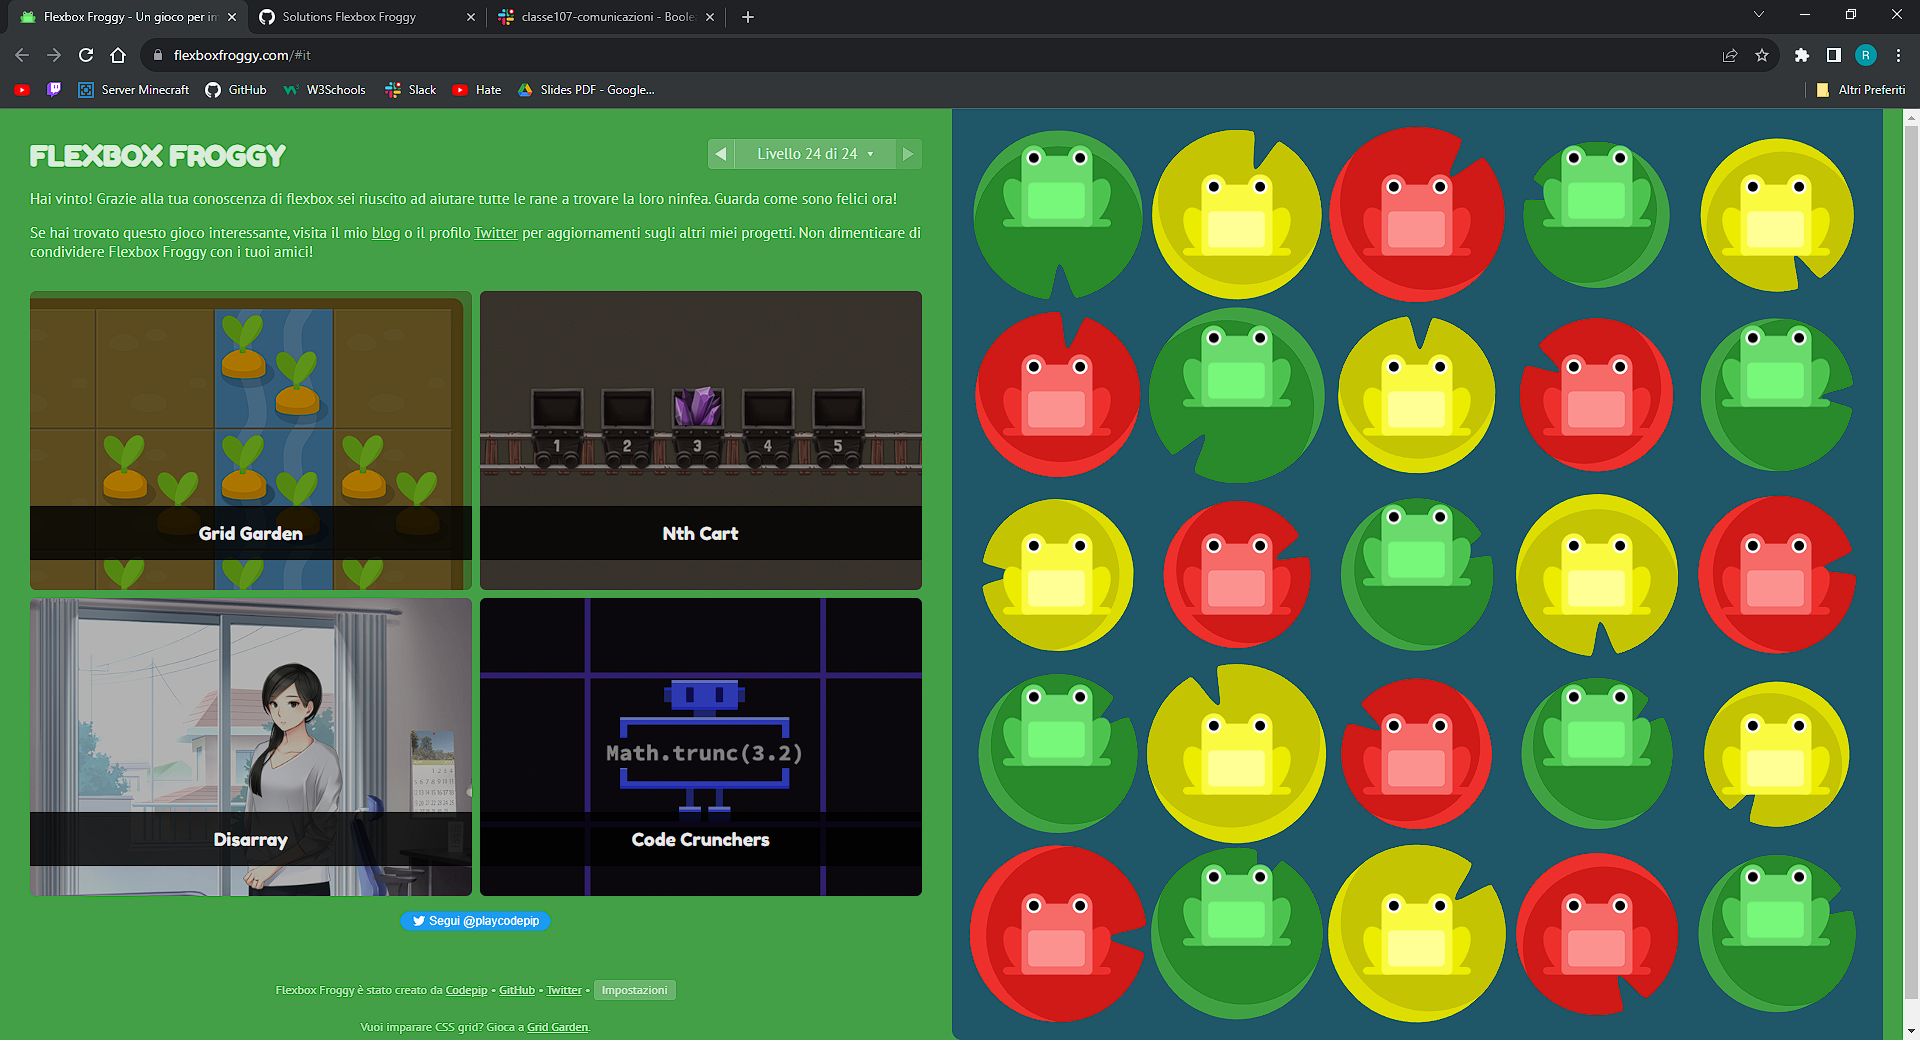 Flexbox Froggy - Un gioco per im
Solutions Flexbox Froggy
classe107-comunicazioni - Boole
flexboxfroggy.com/#it
R
Server Minecraft
GitHub
W3Schools
Slack
Hate
Slides PDF - Google...
Altri Preferiti
FLEXBOX FROGGY
Livello 24 di 24
Hai vinto! Grazie alla tua conoscenza di flexbox sei riuscito ad aiutare tutte le rane a trovare la loro ninfea. Guarda come sono felici ora!
Se hai trovato questo gioco interessante, visita il mio blog o il profilo Twitter per aggiornamenti sugli altri miei progetti. Non dimenticare di
condividere Flexbox Froggy con i tuoi amici!
Grid Garden
1 2 3 4 5
Nth Cart
Disarray
Math.trunc(3.2)
Code Crunchers
Segui @playcodepip
Flexbox Froggy è stato creato da Codepip • GitHub • Twitter • Impostazioni
Vuoi imparare CSS grid? Gioca a Grid Garden.